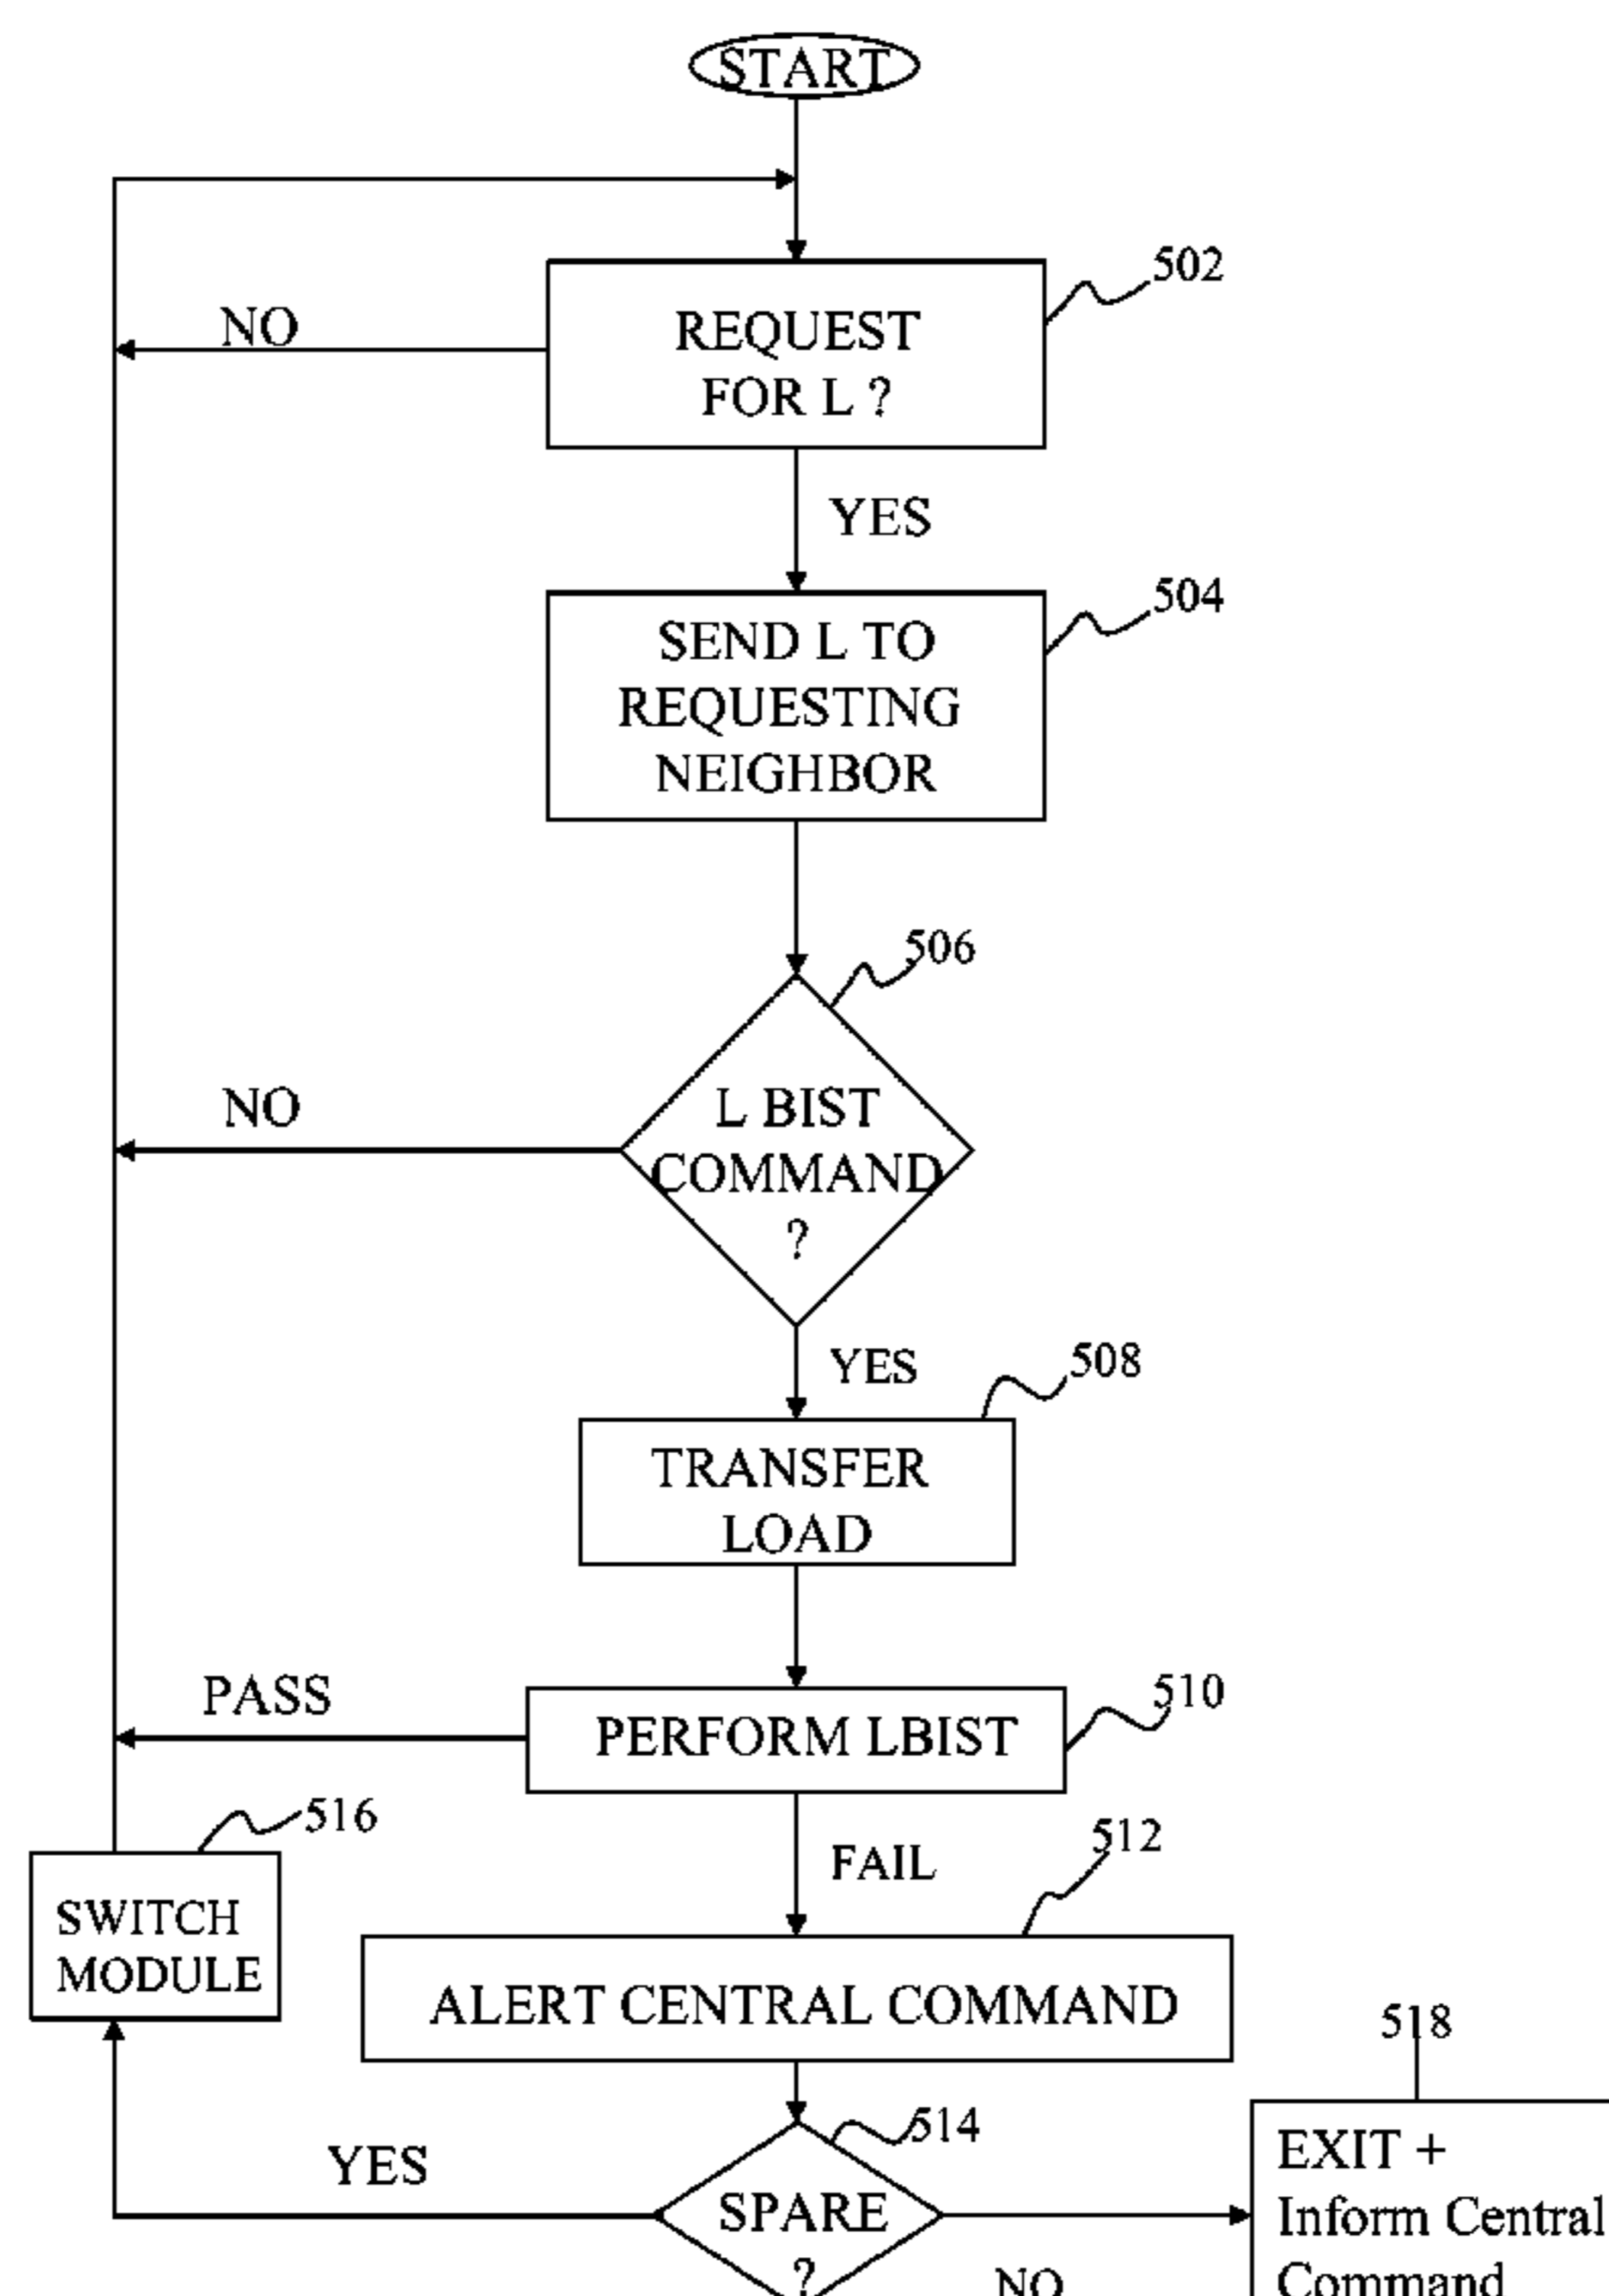 START
502
NO
REQUEST
FOR L ?
YES
504
SEND L TO
REQUESTING
NEIGHBOR
506
NO
L BIST
COMMAND
?
YES
508
TRANSFER
LOAD
PASS
510
PERFORM LBIST
516
FAIL
512
SWITCH
MODULE
ALERT CENTRAL COMMAND
518
514
YES
SPARE
?
NO
EXIT +
Inform Central
Command